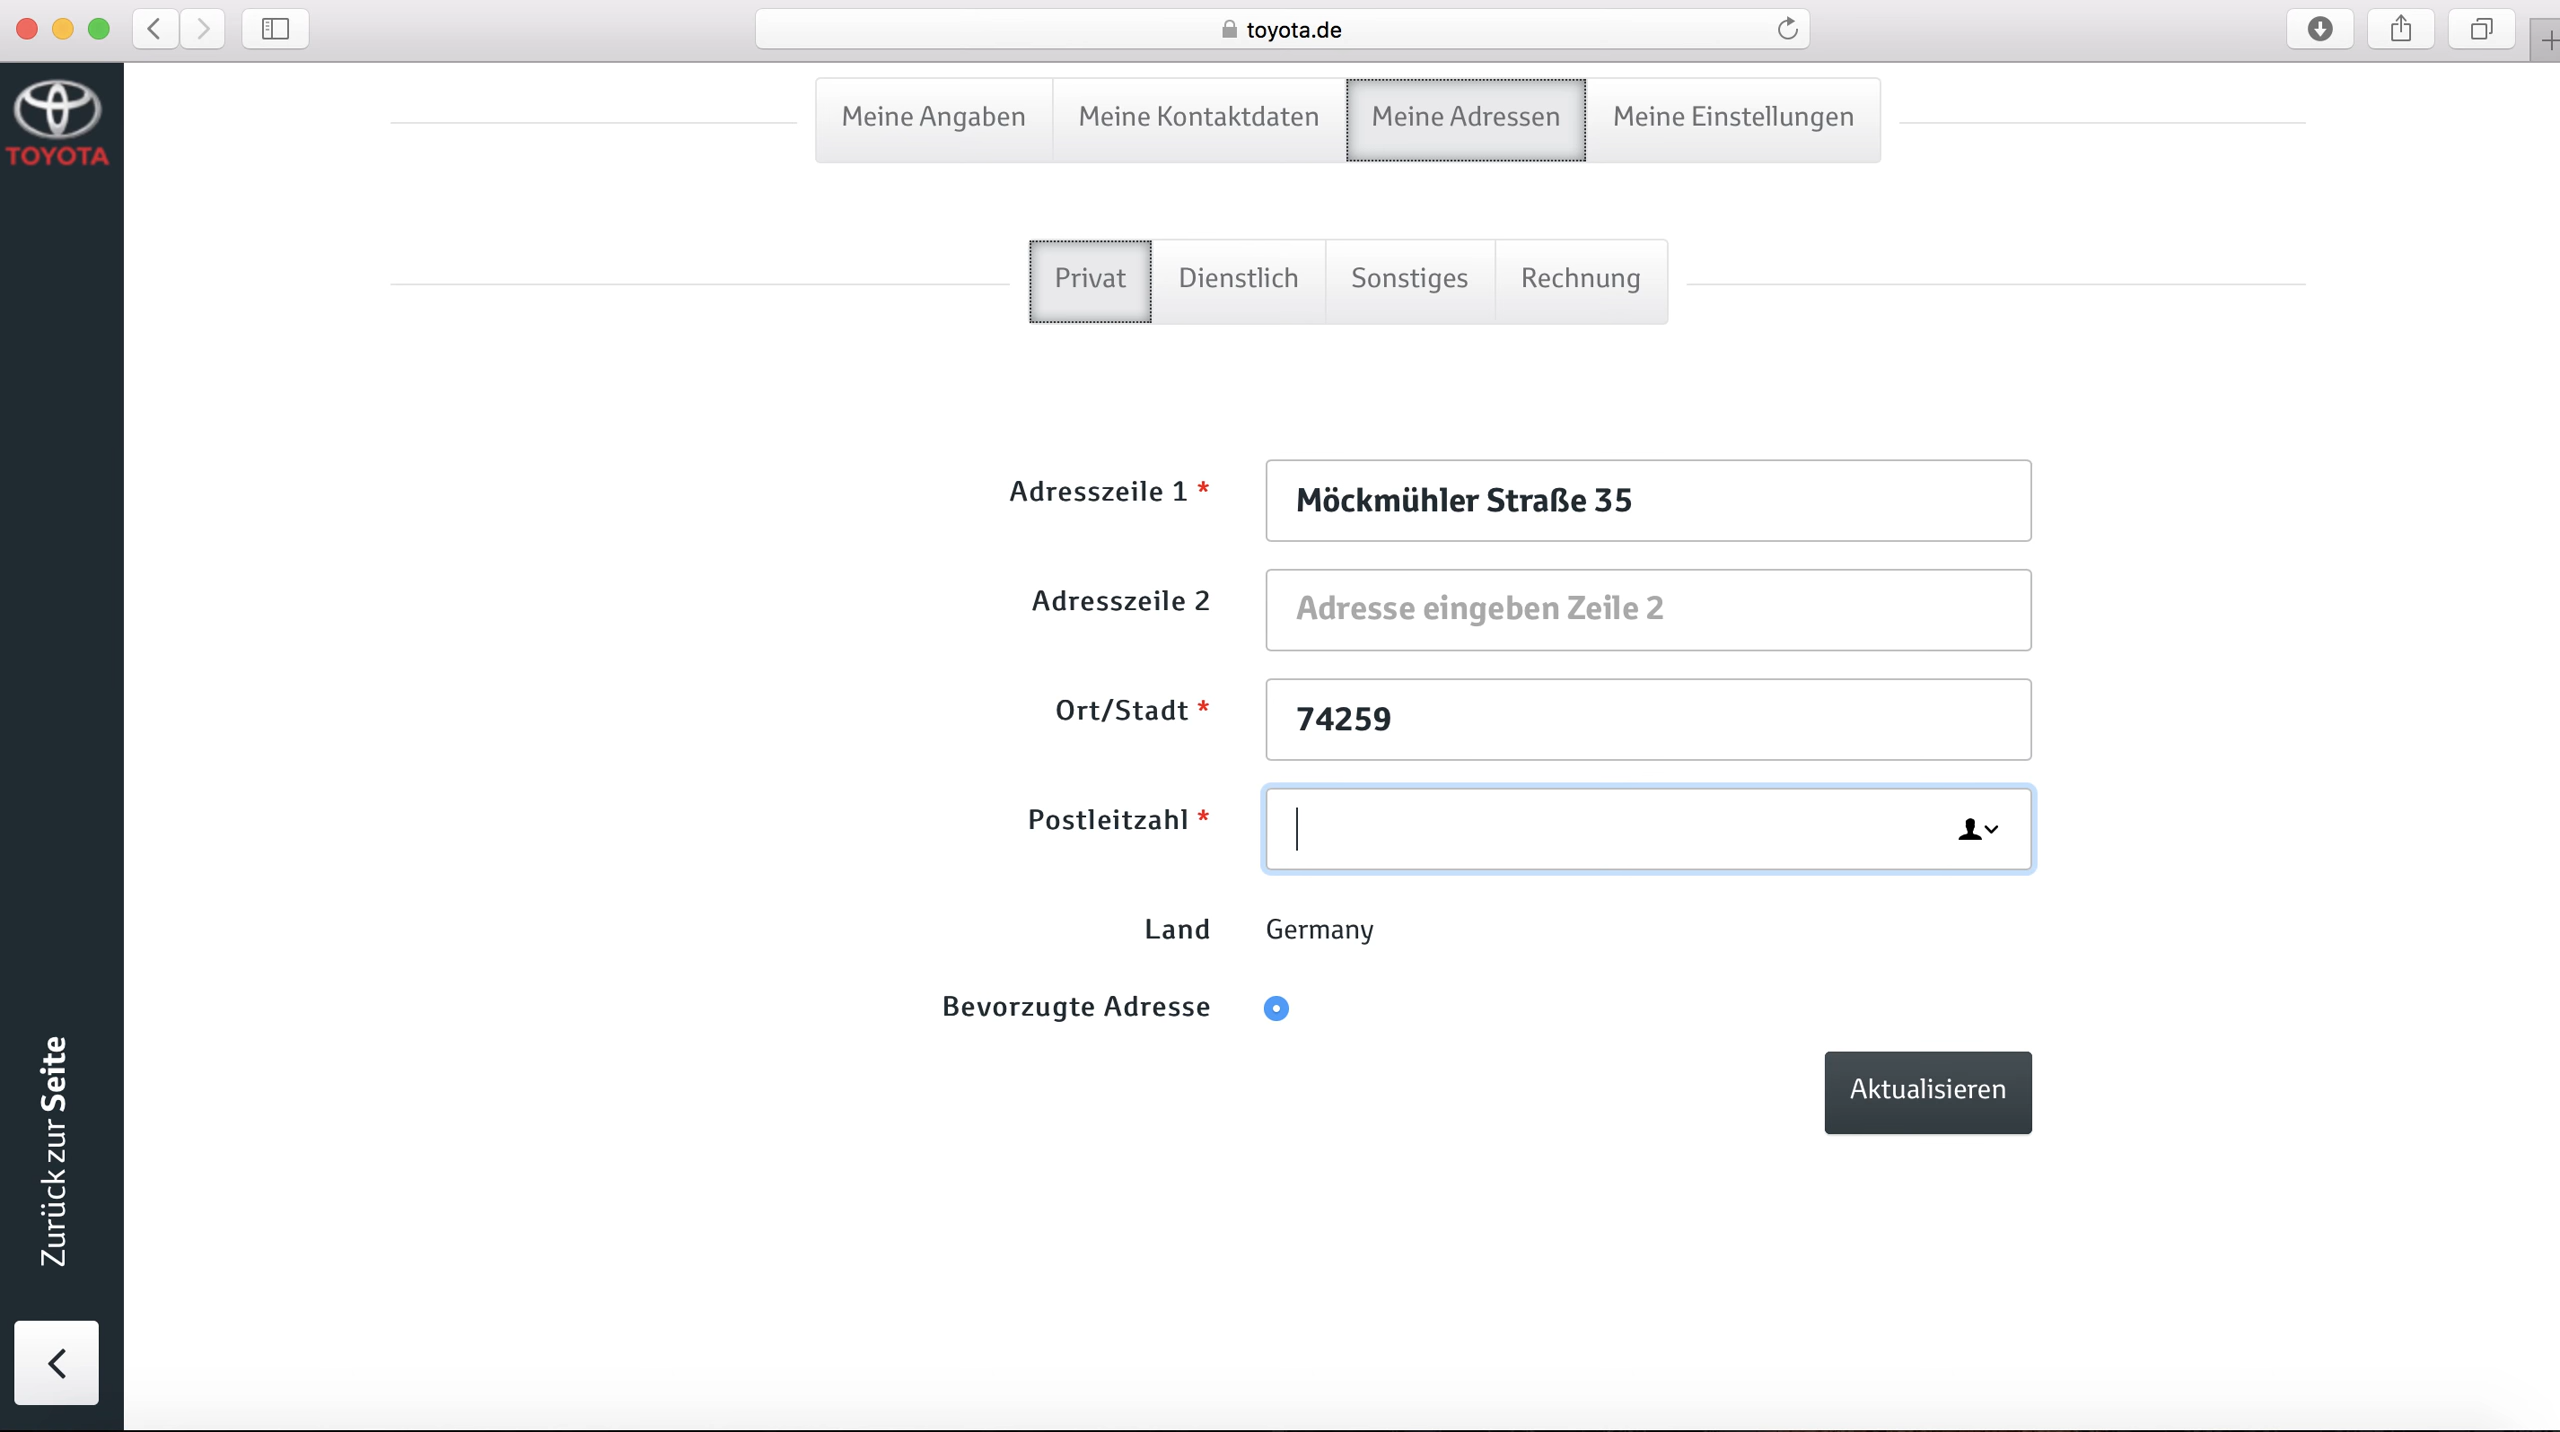 toyota.de
TOYOTA
Meine Angaben
Meine Kontaktdaten
Meine Adressen
Meine Einstellungen
Privat
Dienstlich
Sonstiges
Rechnung
Adresszeile 1 *
Möckmühler Straße 35
Adresszeile 2
Adresse eingeben Zeile 2
Ort/Stadt *
74259
Postleitzahl *
Land
Germany
Bevorzugte Adresse
Aktualisieren
Zurück zur Seite